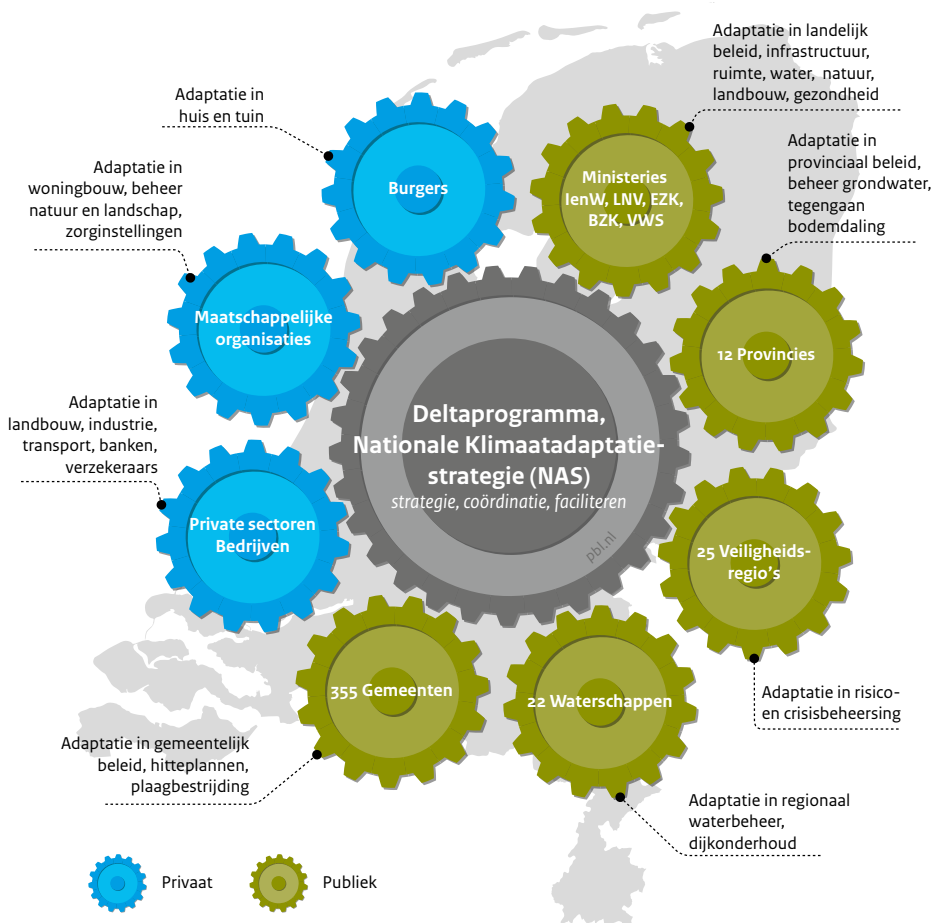 Adaptatie in landelijk
beleid, infrastructuur,
ruimte, water, natuur,
landbouw, gezondheid
Adaptatie in
huis en tuin
Adaptatie in
provinciaal beleid,
beheer grondwater,
tegengaan
bodemdaling
Adaptatie in
woningbouw, beheer
natuur en landschap,
zorginstellingen
Burgers
Ministeries
IenW, LNV, EZK,
BZK, VWS
Maatschappelijke
organisaties
12 Provincies
Adaptatie in
landbouw, industrie,
transport, banken,
verzekeraars
Deltaprogramma,
Nationale Klimaatadaptatie-
strategie (NAS)
strategie, coördinatie, faciliteren
pbl.nl
Private sectoren
Bedrijven
25 Veiligheids-
regio's
355 Gemeenten
22 Waterschappen
Adaptatie in risico-
en crisisbeheersing
Adaptatie in gemeentelijk
beleid, hitteplannen,
plaagbestrijding
Adaptatie in regionaal
waterbeheer,
dijkonderhoud
Privaat
Publiek